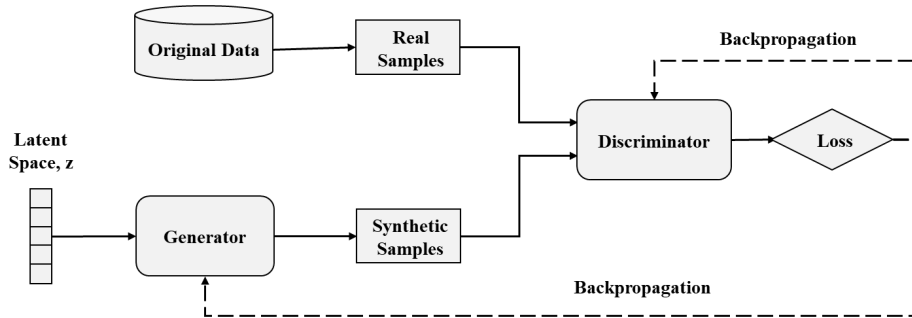 Original Data
Real
Samples
Backpropagation
Discriminator
Loss
Latent
Space, z
Generator
Synthetic
Samples
Backpropagation